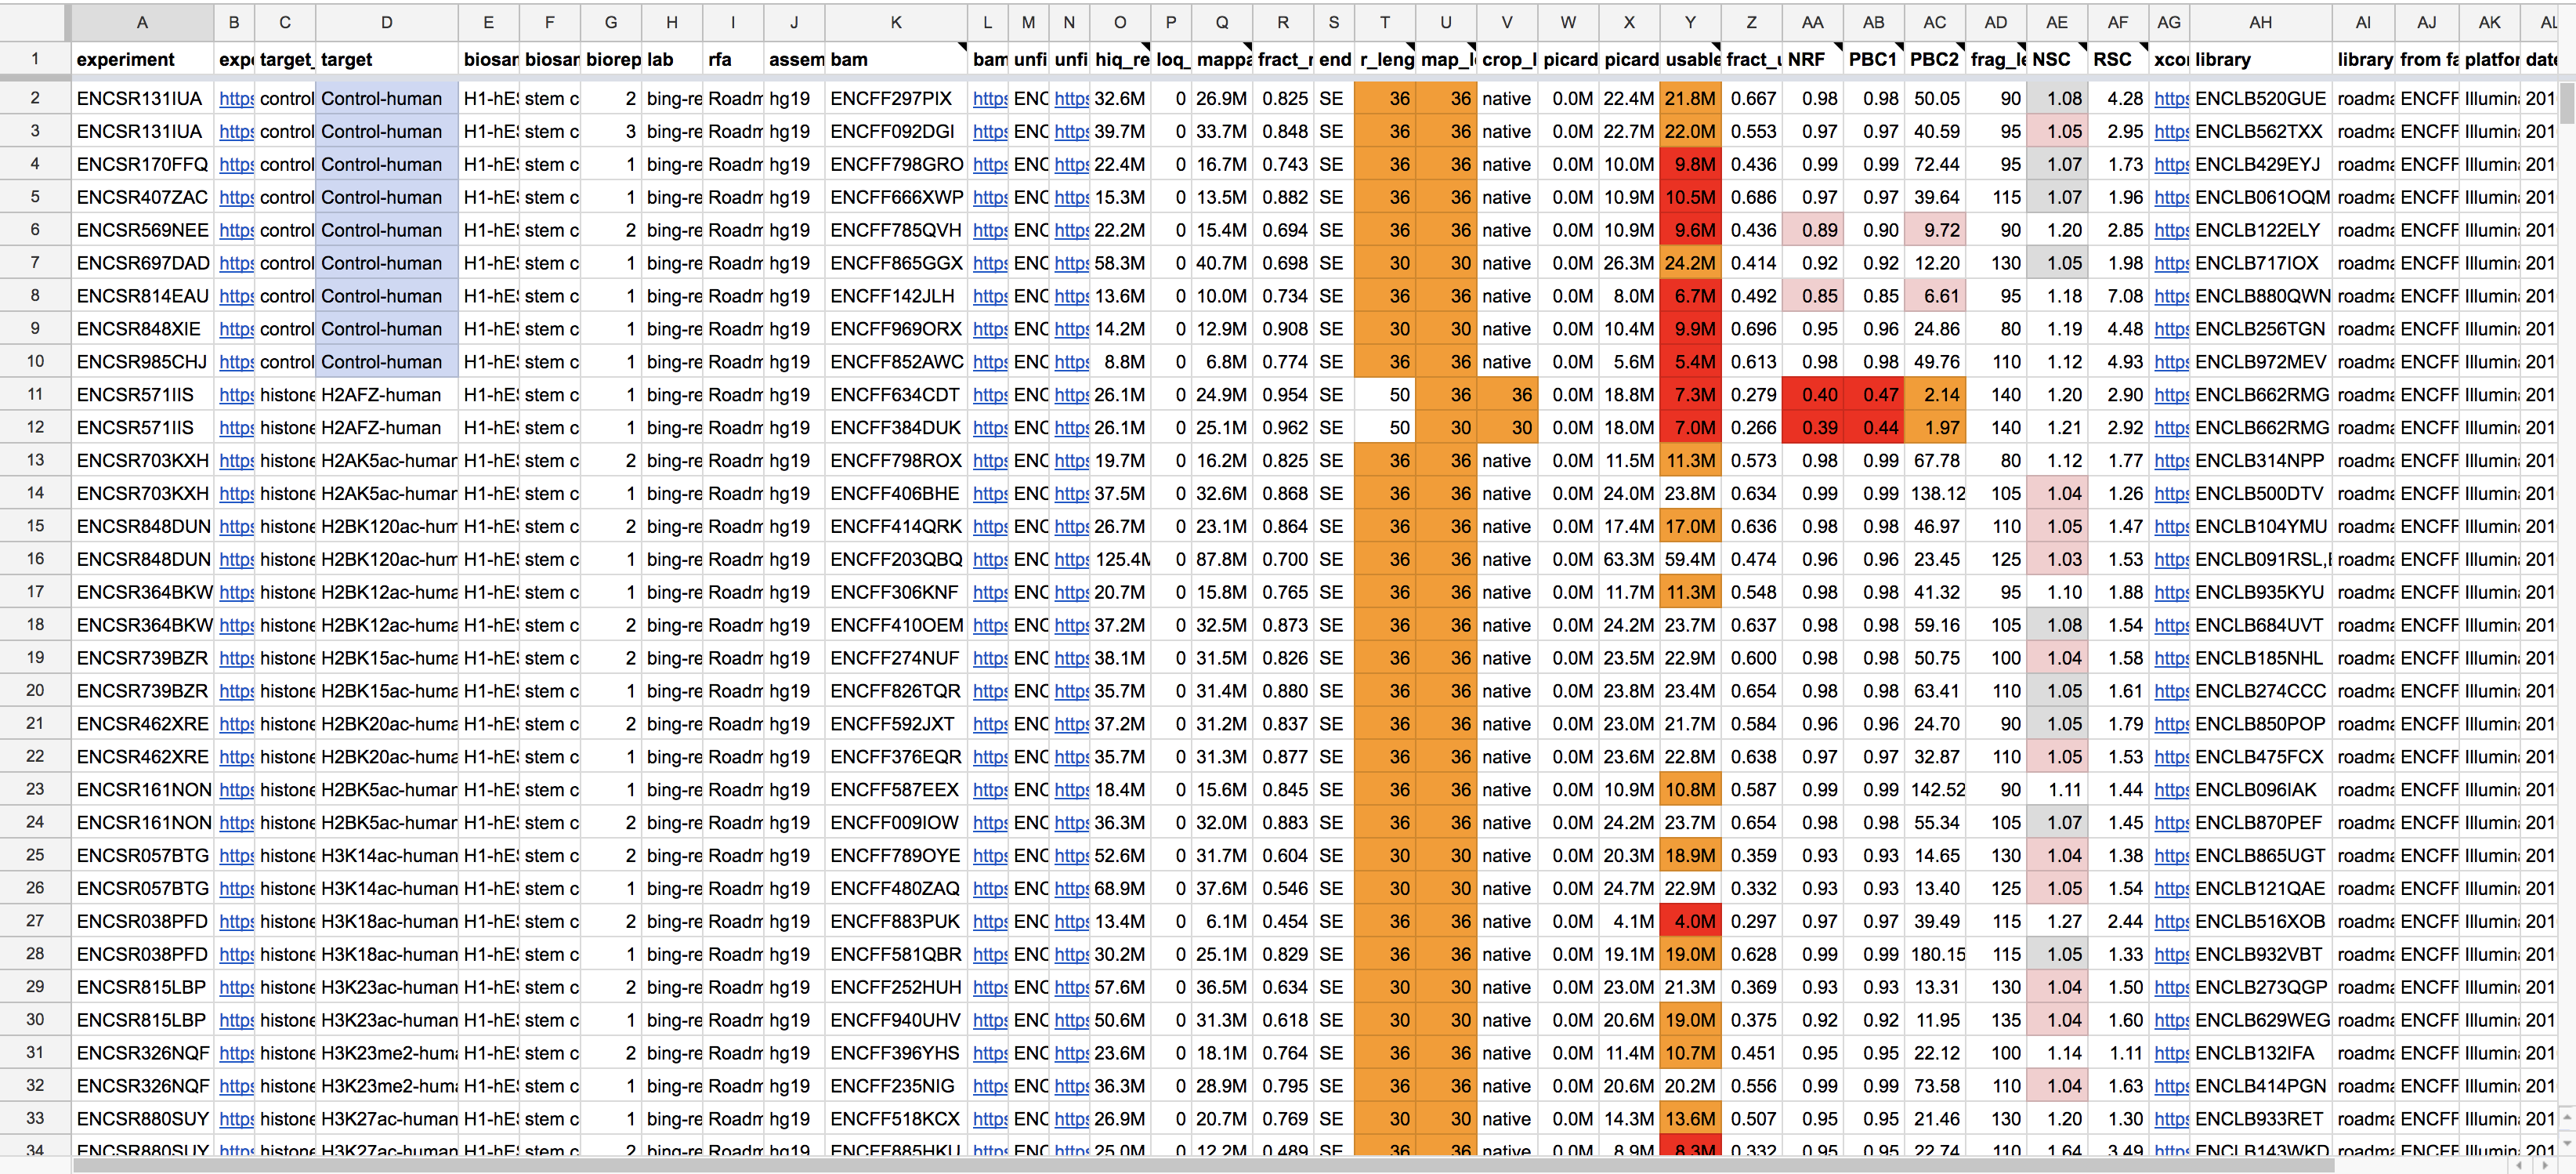 A B C D E F G H I J K L M N O P Q R S T U V W X Y Z AA AB AC AD AE AF AG AH AI AJ AK AL
1 experiment expe target_ target biosar biosar biorep lab rfa assem bam bam unfi unfi hiq_re loq_ mappa fract_r end r_leng map_l crop_l picard picard usable fract_u NRF PBC1 PBC2 frag_le NSC RSC xcor library library from fa platfor date
2 ENCSR131IUA https control Control-human H1-hES stem c 2 bing-re Roadm hg19 ENCFF297PIX https ENC https 32.6M 0 26.9M 0.825 SE 36 36 native 0.0M 22.4M 21.8M 0.667 0.98 0.98 50.05 90 1.08 4.28 https ENCLB520GUE roadma ENCFF Illumina 201
3 ENCSR131IUA https control Control-human H1-hES stem c 3 bing-re Roadm hg19 ENCFF092DGI https ENC https 39.7M 0 33.7M 0.848 SE 36 36 native 0.0M 22.7M 22.0M 0.553 0.97 0.97 40.59 95 1.05 2.95 https ENCLB562TXX roadma ENCFF Illumina 201
4 ENCSR170FFQ https control Control-human H1-hES stem c 1 bing-re Roadm hg19 ENCFF798GRO https ENC https 22.4M 0 16.7M 0.743 SE 36 36 native 0.0M 10.0M 9.8M 0.436 0.99 0.99 72.44 95 1.07 1.73 https ENCLB429EYJ roadma ENCFF Illumina 201
5 ENCSR407ZAC https control Control-human H1-hES stem c 1 bing-re Roadm hg19 ENCFF666XWP https ENC https 15.3M 0 13.5M 0.882 SE 36 36 native 0.0M 10.9M 10.5M 0.686 0.97 0.97 39.64 115 1.07 1.96 https ENCLB061OQM roadma ENCFF Illumina 201
6 ENCSR569NEE https control Control-human H1-hES stem c 2 bing-re Roadm hg19 ENCFF785QVH https ENC https 22.2M 0 15.4M 0.694 SE 36 36 native 0.0M 10.9M 9.6M 0.436 0.89 0.90 9.72 90 1.20 2.85 https ENCLB122ELY roadma ENCFF Illumina 201
7 ENCSR697DAD https control Control-human H1-hES stem c 1 bing-re Roadm hg19 ENCFF865GGX https ENC https 58.3M 0 40.7M 0.698 SE 30 30 native 0.0M 26.3M 24.2M 0.414 0.92 0.92 12.20 130 1.05 1.98 https ENCLB717IOX roadma ENCFF Illumina 201
8 ENCSR814EAU https control Control-human H1-hES stem c 1 bing-re Roadm hg19 ENCFF142JLH https ENC https 13.6M 0 10.0M 0.734 SE 36 36 native 0.0M 8.0M 6.7M 0.492 0.85 0.85 6.61 95 1.18 7.08 https ENCLB880QWN roadma ENCFF Illumina 201
9 ENCSR848XIE https control Control-human H1-hES stem c 1 bing-re Roadm hg19 ENCFF969ORX https ENC https 14.2M 0 12.9M 0.908 SE 30 30 native 0.0M 10.4M 9.9M 0.696 0.95 0.96 24.86 80 1.19 4.48 https ENCLB256TGN roadma ENCFF Illumina 201
10 ENCSR985CHJ https control Control-human H1-hES stem c 1 bing-re Roadm hg19 ENCFF852AWC https ENC https 8.8M 0 6.8M 0.774 SE 36 36 native 0.0M 5.6M 5.4M 0.613 0.98 0.98 49.76 110 1.12 4.93 https ENCLB972MEV roadma ENCFF Illumina 201
11 ENCSR571IIS https histone H2AFZ-human H1-hES stem c 1 bing-re Roadm hg19 ENCFF634CDT https ENC https 26.1M 0 24.9M 0.954 SE 50 36 36 0.0M 18.8M 7.3M 0.279 0.40 0.47 2.14 140 1.20 2.90 https ENCLB662RMG roadma ENCFF Illumina 201
12 ENCSR571IIS https histone H2AFZ-human H1-hES stem c 1 bing-re Roadm hg19 ENCFF384DUK https ENC https 26.1M 0 25.1M 0.962 SE 50 30 30 0.0M 18.0M 7.0M 0.266 0.39 0.44 1.97 140 1.21 2.92 https ENCLB662RMG roadma ENCFF Illumina 201
13 ENCSR703KXH https histone H2AK5ac-human H1-hES stem c 2 bing-re Roadm hg19 ENCFF798ROX https ENC https 19.7M 0 16.2M 0.825 SE 36 36 native 0.0M 11.5M 11.3M 0.573 0.98 0.99 67.78 80 1.12 1.77 https ENCLB314NPP roadma ENCFF Illumina 201
14 ENCSR703KXH https histone H2AK5ac-human H1-hES stem c 1 bing-re Roadm hg19 ENCFF406BHE https ENC https 37.5M 0 32.6M 0.868 SE 36 36 native 0.0M 24.0M 23.8M 0.634 0.99 0.99 138.12 105 1.04 1.26 https ENCLB500DTV roadma ENCFF Illumina 201
15 ENCSR848DUN https histone H2BK120ac-hum H1-hES stem c 2 bing-re Roadm hg19 ENCFF414QRK https ENC https 26.7M 0 23.1M 0.864 SE 36 36 native 0.0M 17.4M 17.0M 0.636 0.98 0.98 46.97 110 1.05 1.47 https ENCLB104YMU roadma ENCFF Illumina 201
16 ENCSR848DUN https histone H2BK120ac-hum H1-hES stem c 1 bing-re Roadm hg19 ENCFF203QBQ https ENC https 125.4M 0 87.8M 0.700 SE 36 36 native 0.0M 63.3M 59.4M 0.474 0.96 0.96 23.45 125 1.03 1.53 https ENCLB091RSL,E roadma ENCFF Illumina 201
17 ENCSR364BKW https histone H2BK12ac-huma H1-hES stem c 1 bing-re Roadm hg19 ENCFF306KNF https ENC https 20.7M 0 15.8M 0.765 SE 36 36 native 0.0M 11.7M 11.3M 0.548 0.98 0.98 41.32 95 1.10 1.88 https ENCLB935KYU roadma ENCFF Illumina 201
18 ENCSR364BKW https histone H2BK12ac-huma H1-hES stem c 2 bing-re Roadm hg19 ENCFF410OEM https ENC https 37.2M 0 32.5M 0.873 SE 36 36 native 0.0M 24.2M 23.7M 0.637 0.98 0.98 59.16 105 1.08 1.54 https ENCLB684UVT roadma ENCFF Illumina 201
19 ENCSR739BZR https histone H2BK15ac-huma H1-hES stem c 2 bing-re Roadm hg19 ENCFF274NUF https ENC https 38.1M 0 31.5M 0.826 SE 36 36 native 0.0M 23.5M 22.9M 0.600 0.98 0.98 50.75 100 1.04 1.58 https ENCLB185NHL roadma ENCFF Illumina 201
20 ENCSR739BZR https histone H2BK15ac-huma H1-hES stem c 1 bing-re Roadm hg19 ENCFF826TQR https ENC https 35.7M 0 31.4M 0.880 SE 36 36 native 0.0M 23.8M 23.4M 0.654 0.98 0.98 63.41 110 1.05 1.61 https ENCLB274CCC roadma ENCFF Illumina 201
21 ENCSR462XRE https histone H2BK20ac-huma H1-hES stem c 2 bing-re Roadm hg19 ENCFF592JXT https ENC https 37.2M 0 31.2M 0.837 SE 36 36 native 0.0M 23.0M 21.7M 0.584 0.96 0.96 24.70 90 1.05 1.79 https ENCLB850POP roadma ENCFF Illumina 201
22 ENCSR462XRE https histone H2BK20ac-huma H1-hES stem c 1 bing-re Roadm hg19 ENCFF376EQR https ENC https 35.7M 0 31.3M 0.877 SE 36 36 native 0.0M 23.6M 22.8M 0.638 0.97 0.97 32.87 110 1.05 1.53 https ENCLB475FCX roadma ENCFF Illumina 201
23 ENCSR161NON https histone H2BK5ac-human H1-hES stem c 1 bing-re Roadm hg19 ENCFF587EEX https ENC https 18.4M 0 15.6M 0.845 SE 36 36 native 0.0M 10.9M 10.8M 0.587 0.99 0.99 142.52 90 1.11 1.44 https ENCLB096IAK roadma ENCFF Illumina 201
24 ENCSR161NON https histone H2BK5ac-human H1-hES stem c 2 bing-re Roadm hg19 ENCFF009IOW https ENC https 36.3M 0 32.0M 0.883 SE 36 36 native 0.0M 24.2M 23.7M 0.654 0.98 0.98 55.34 105 1.07 1.45 https ENCLB870PEF roadma ENCFF Illumina 201
25 ENCSR057BTG https histone H3K14ac-human H1-hES stem c 2 bing-re Roadm hg19 ENCFF789OYE https ENC https 52.6M 0 31.7M 0.604 SE 30 30 native 0.0M 20.3M 18.9M 0.359 0.93 0.93 14.65 130 1.04 1.38 https ENCLB865UGT roadma ENCFF Illumina 201
26 ENCSR057BTG https histone H3K14ac-human H1-hES stem c 1 bing-re Roadm hg19 ENCFF480ZAQ https ENC https 68.9M 0 37.6M 0.546 SE 30 30 native 0.0M 24.7M 22.9M 0.332 0.93 0.93 13.40 125 1.05 1.54 https ENCLB121QAE roadma ENCFF Illumina 201
27 ENCSR038PFD https histone H3K18ac-human H1-hES stem c 2 bing-re Roadm hg19 ENCFF883PUK https ENC https 13.4M 0 6.1M 0.454 SE 36 36 native 0.0M 4.1M 4.0M 0.297 0.97 0.97 39.49 115 1.27 2.44 https ENCLB516XOB roadma ENCFF Illumina 201
28 ENCSR038PFD https histone H3K18ac-human H1-hES stem c 1 bing-re Roadm hg19 ENCFF581QBR https ENC https 30.2M 0 25.1M 0.829 SE 36 36 native 0.0M 19.1M 19.0M 0.628 0.99 0.99 180.15 115 1.05 1.33 https ENCLB932VBT roadma ENCFF Illumina 201
29 ENCSR815LBP https histone H3K23ac-human H1-hES stem c 2 bing-re Roadm hg19 ENCFF252HUH https ENC https 57.6M 0 36.5M 0.634 SE 30 30 native 0.0M 23.0M 21.3M 0.369 0.93 0.93 13.31 130 1.04 1.50 https ENCLB273QGP roadma ENCFF Illumina 201
30 ENCSR815LBP https histone H3K23ac-human H1-hES stem c 1 bing-re Roadm hg19 ENCFF940UHV https ENC https 50.6M 0 31.3M 0.618 SE 30 30 native 0.0M 20.6M 19.0M 0.375 0.92 0.92 11.95 135 1.04 1.60 https ENCLB629WEG roadma ENCFF Illumina 201
31 ENCSR326NQF https histone H3K23me2-huma H1-hES stem c 2 bing-re Roadm hg19 ENCFF396YHS https ENC https 23.6M 0 18.1M 0.764 SE 36 36 native 0.0M 11.4M 10.7M 0.451 0.95 0.95 22.12 100 1.14 1.11 https ENCLB132IFA roadma ENCFF Illumina 201
32 ENCSR326NQF https histone H3K23me2-huma H1-hES stem c 1 bing-re Roadm hg19 ENCFF235NIG https ENC https 36.3M 0 28.9M 0.795 SE 36 36 native 0.0M 20.6M 20.2M 0.556 0.99 0.99 73.58 110 1.04 1.63 https ENCLB414PGN roadma ENCFF Illumina 201
33 ENCSR880SUY https histone H3K27ac-human H1-hES stem c 1 bing-re Roadm hg19 ENCFF518KCX https ENC https 26.9M 0 20.7M 0.769 SE 30 30 native 0.0M 14.3M 13.6M 0.507 0.95 0.95 21.46 130 1.20 1.30 https ENCLB933RET roadma ENCFF Illumina 201
34 ENCSR880SUY https histone H3K27ac-human H1-hES stem c 2 bing-re Roadm hg19 ENCFF885HKU https ENC https 25.0M 0 12.2M 0.489 SE 36 36 native 0.0M 8.9M 8.3M 0.332 0.95 0.95 22.74 110 1.64 3.49 https ENCLB143WKD roadma ENCFF Illumina 201